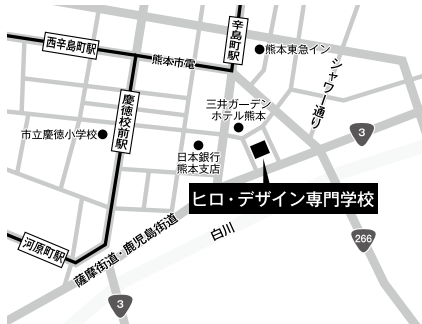 辛島町駅
熊本東急イン
西辛島町駅
熊本市電
シャワー通り
慶徳校前駅
三井ガーデン
ホテル熊本
市立慶徳小学校
3
日本銀行
熊本支店
ヒロ・デザイン専門学校
河原町駅
薩摩街道・鹿児島街道
白川
266
3